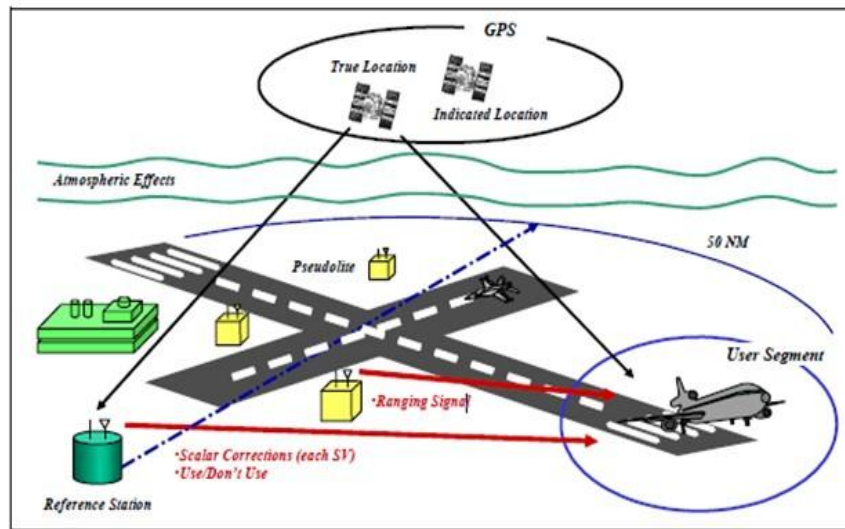 GPS
True Location
Indicated Location
Atmospheric Effects
50 NM
Pseudolite
User Segment
•Ranging Signal
•Scalar Corrections (each SV)
•Use/Don't Use
Reference Station